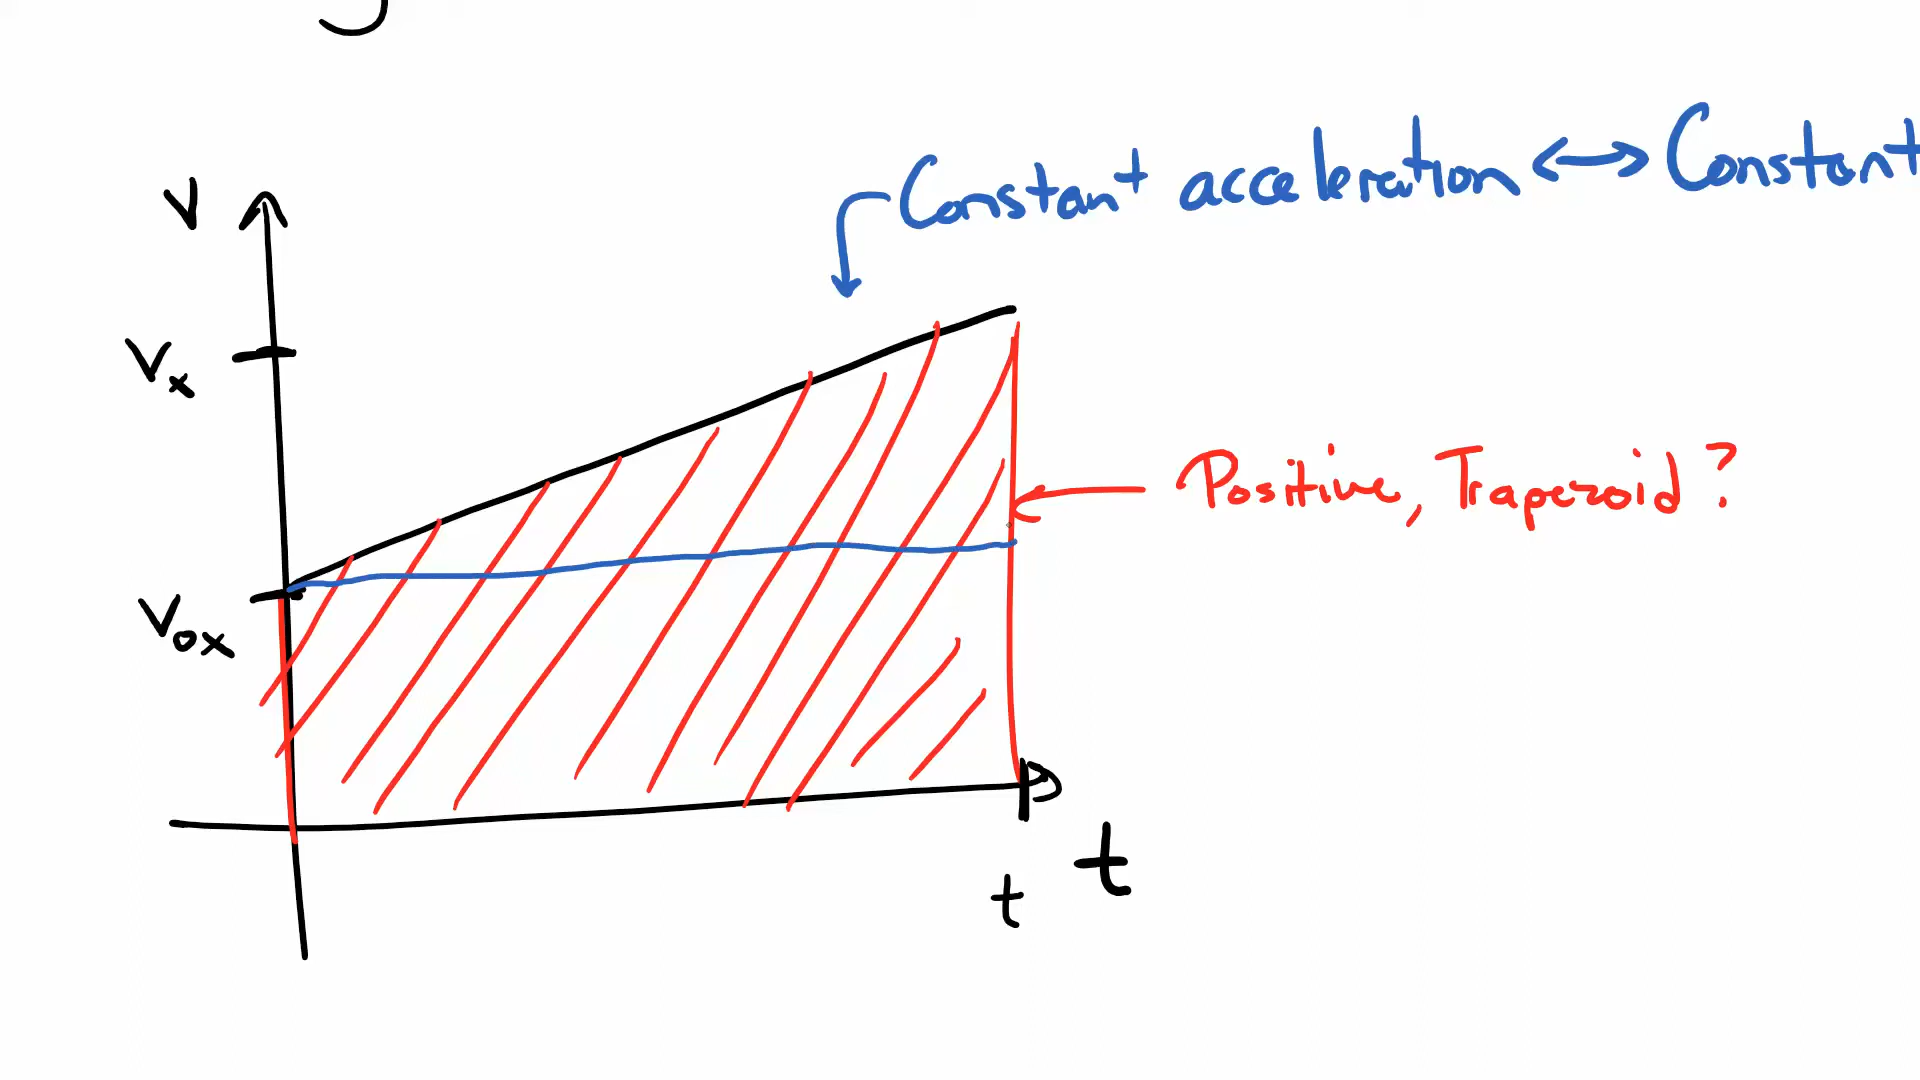 Constant acceleration ↔ Constant
v
Vx
Positive, Trapezoid?
Vox
t
t